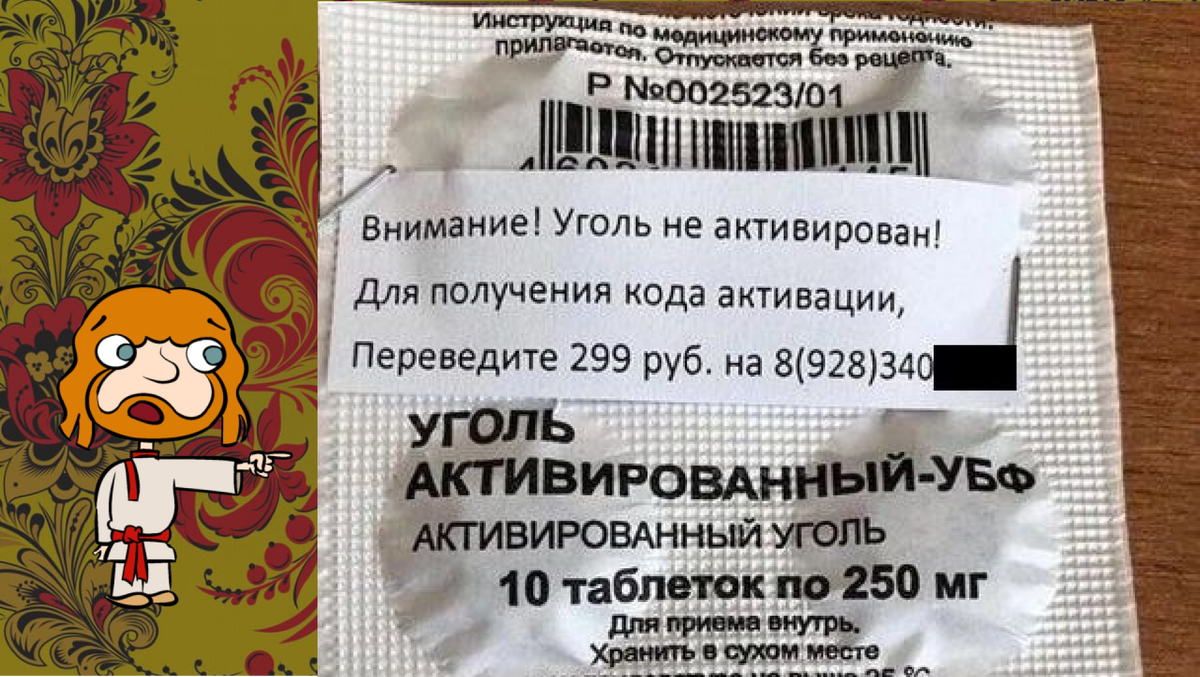 Инструкция по медицинскому применению
прилагается. Отпускается без рецепта.
Р №002523/01
Внимание! Уголь не активирован!
Для получения кода активации,
Переведите 299 руб. на 8(928)340
УГОЛЬ
АКТИВИРОВАННЫЙ-УБФ
АКТИВИРОВАННЫЙ УГОЛЬ
10 таблеток по 250 мг
Для приема внутрь.
Хранить в сухом месте